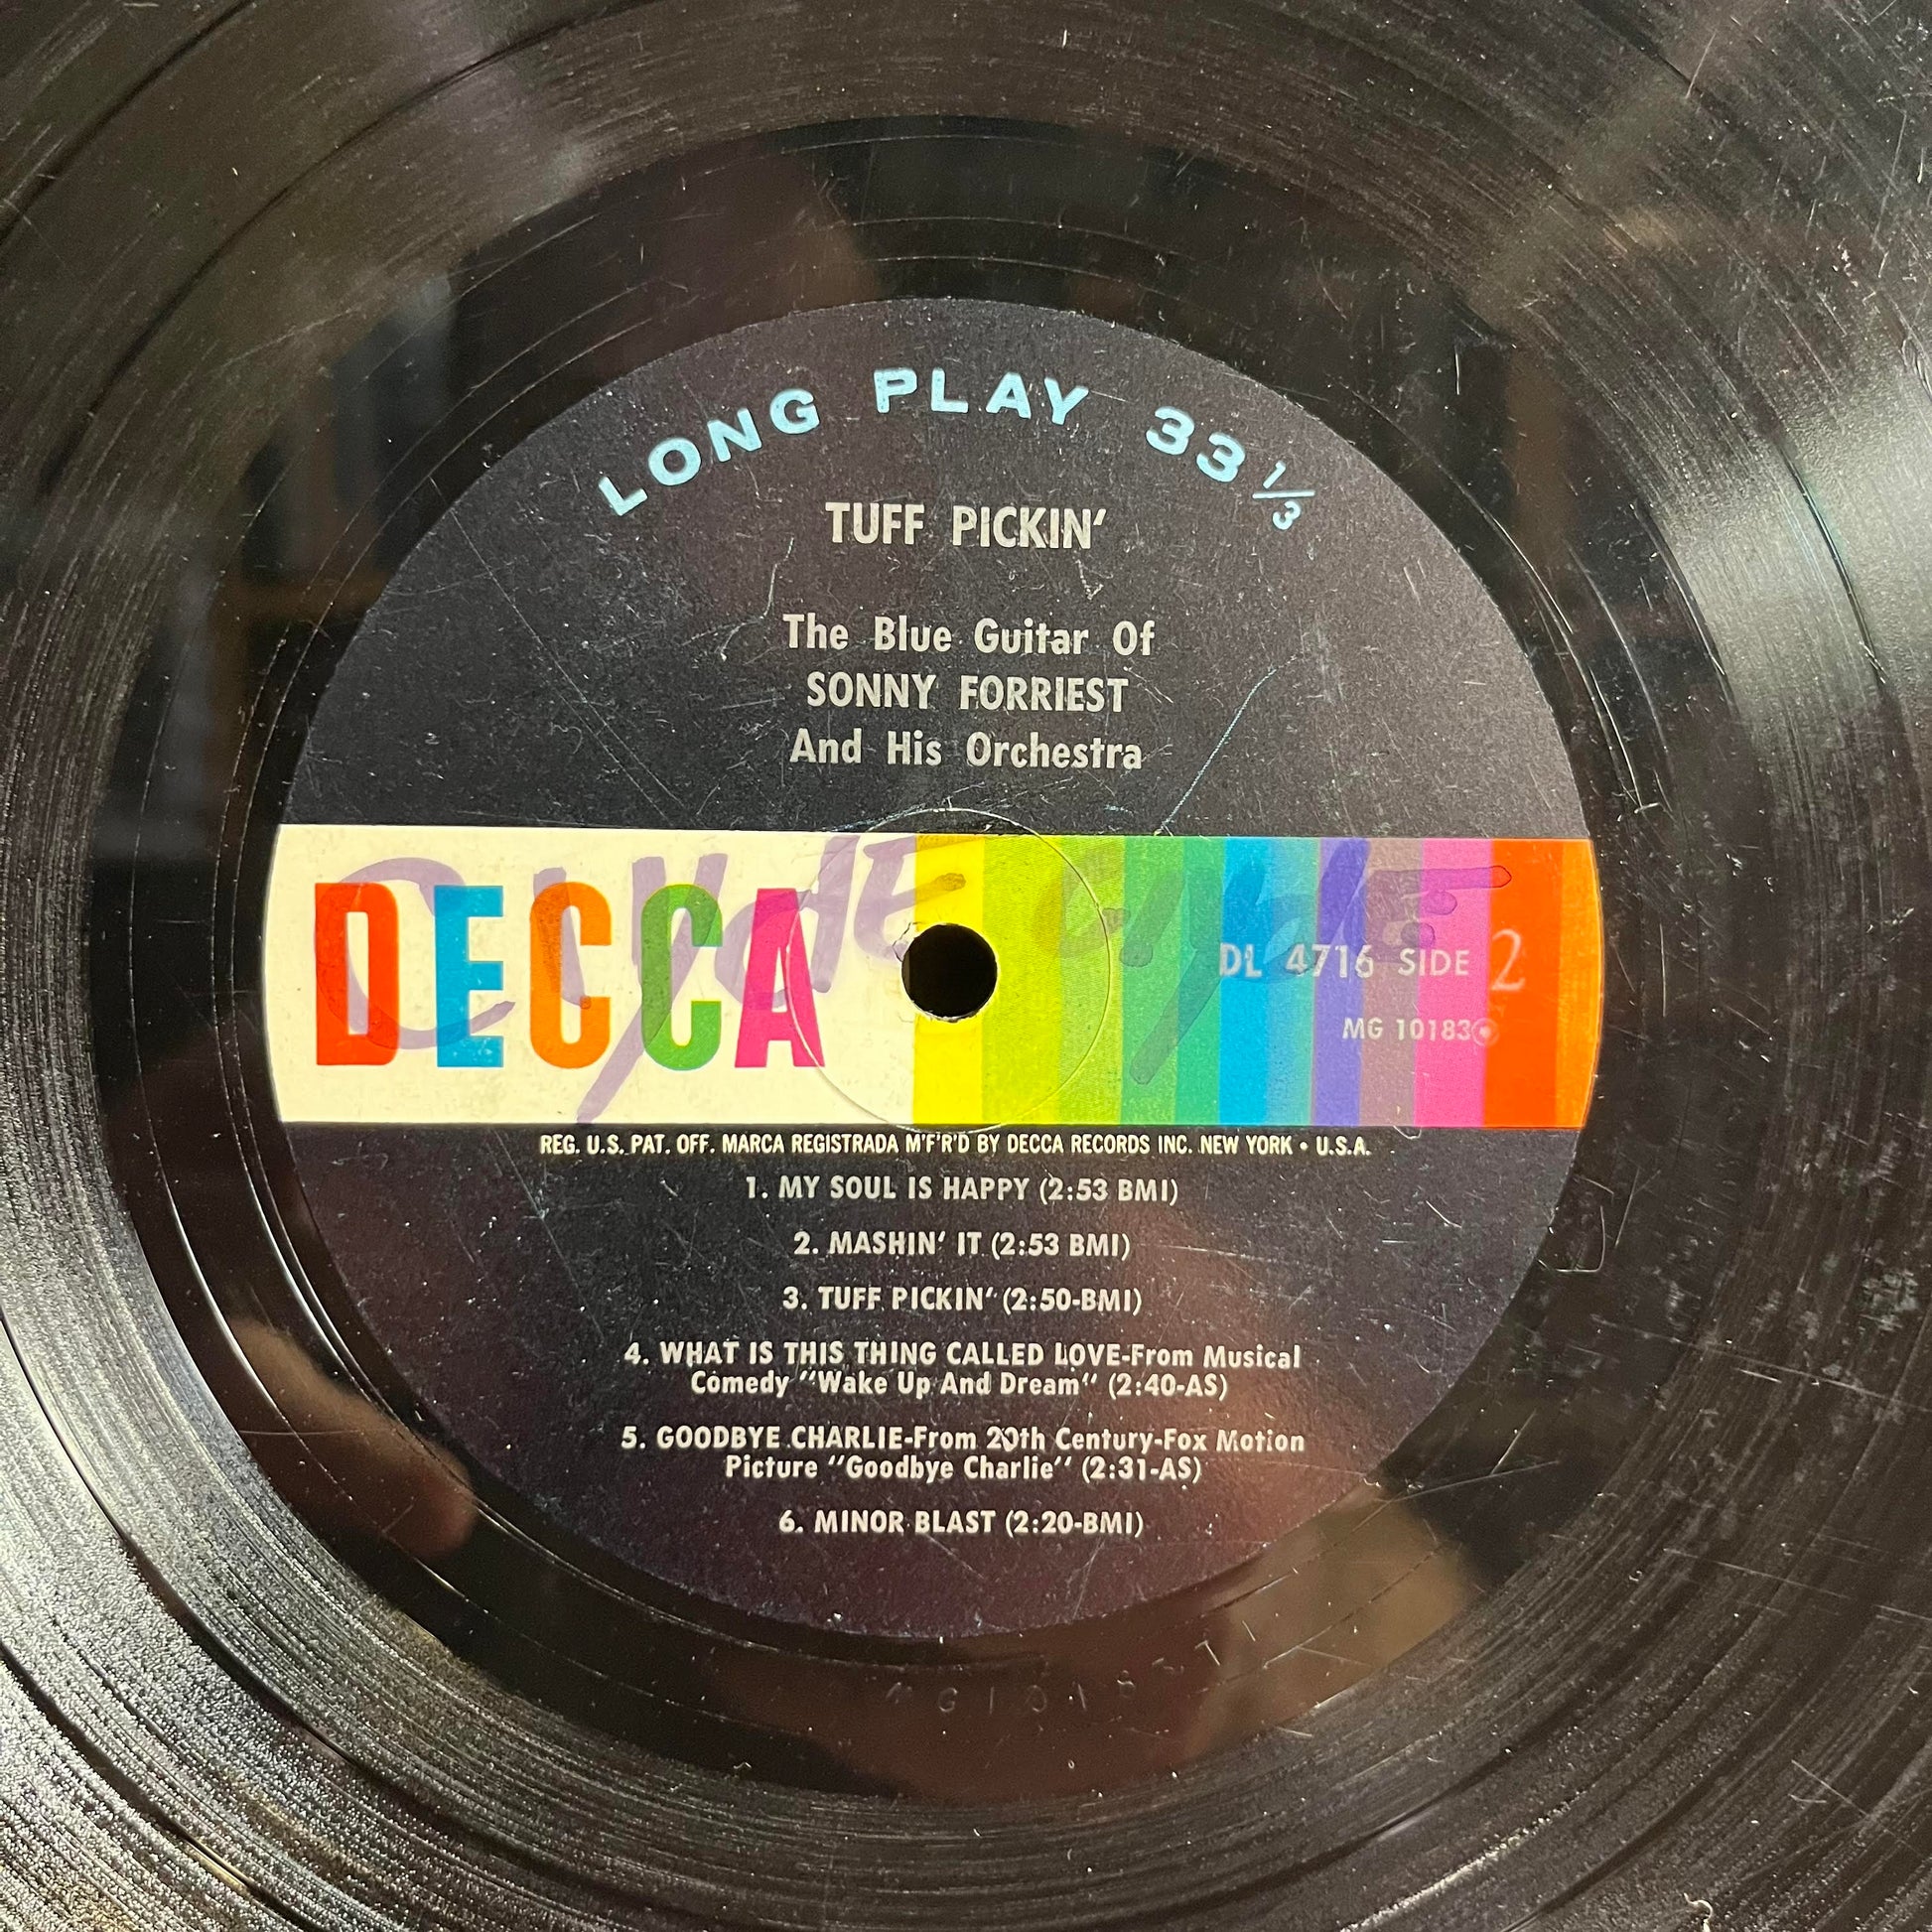 LONG PLAY 33 1/3
TUFF PICKIN'
The Blue Guitar Of
SONNY FORRIEST
And His Orchestra
ClydE Clyde
DECCA
DL 4716 SIDE 2
MG 10183
REG. U.S. PAT. OFF. MARCA REGISTRADA M'F'R'D BY DECCA RECORDS INC. NEW YORK • U.S.A.
1. MY SOUL IS HAPPY (2:53 BMI)
2. MASHIN' IT (2:53 BMI)
3. TUFF PICKIN' (2:50-BMI)
4. WHAT IS THIS THING CALLED LOVE-From Musical
Comedy "Wake Up And Dream" (2:40-AS)
5. GOODBYE CHARLIE-From 20th Century-Fox Motion
Picture "Goodbye Charlie" (2:31-AS)
6. MINOR BLAST (2:20-BMI)